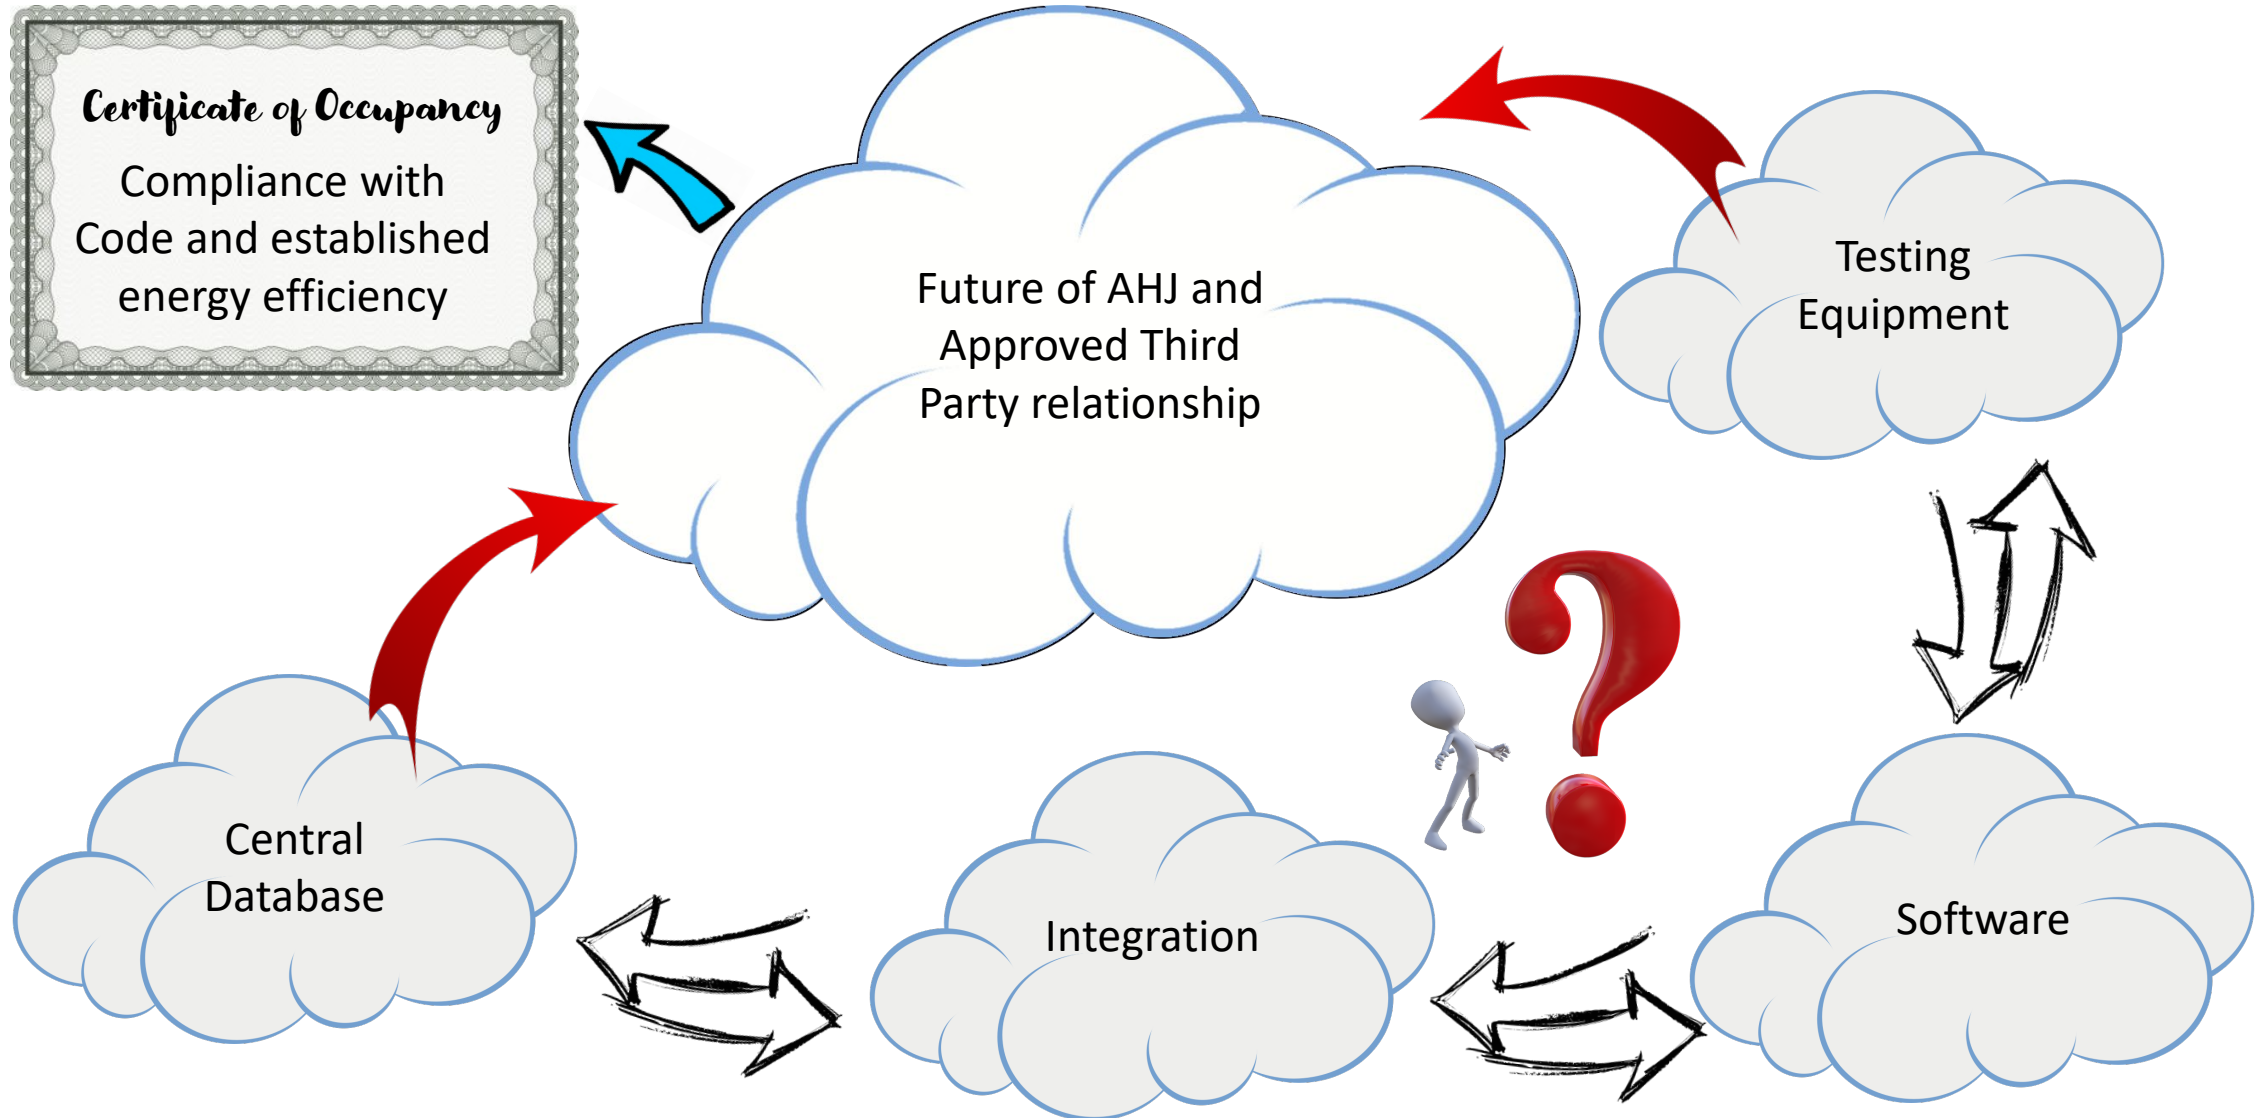 Certificate of Occupancy
Compliance with
Code and established
energy efficiency
Future of AHJ and
Approved Third
Party relationship
Testing
Equipment
Central
Database
Integration
Software
?